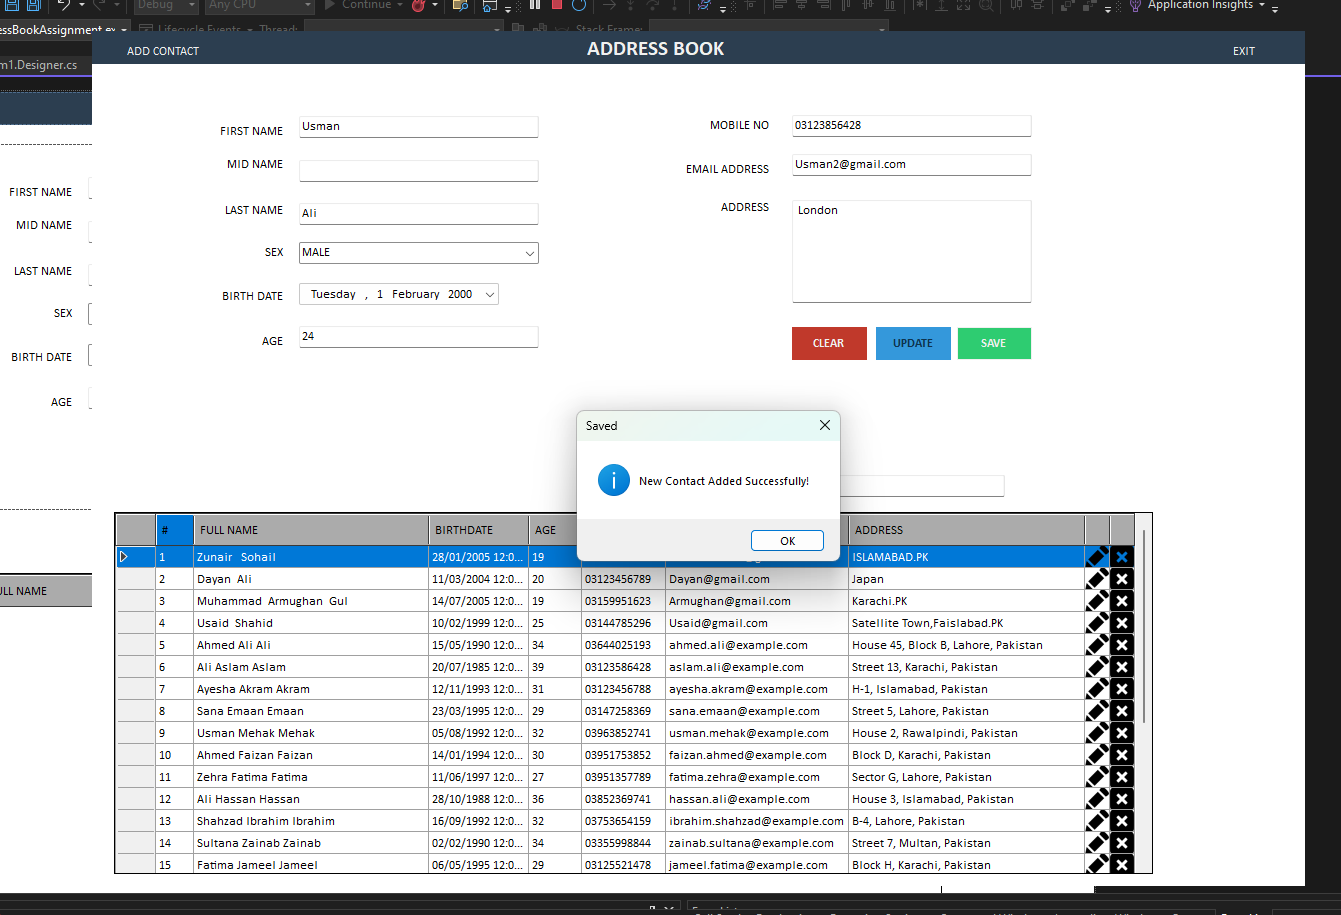 Debug
Any CPU
Continue
Application Insights
essBookAssignment.ex
Lifecycle Events
Thread:
Stack Frame:
m1.Designer.cs
ADD CONTACT
ADDRESS BOOK
EXIT
FIRST NAME
MID NAME
LAST NAME
SEX
BIRTH DATE
AGE
FULL NAME
FIRST NAME Usman
MID NAME
LAST NAME Ali
SEX MALE
BIRTH DATE Tuesday , 1 February 2000
AGE 24
MOBILE NO 03123856428
EMAIL ADDRESS Usman2@gmail.com
ADDRESS London
CLEAR UPDATE SAVE
Saved
New Contact Added Successfully!
OK
# FULL NAME BIRTHDATE AGE ADDRESS
1 Zunair Sohail 28/01/2005 12:0... 19 ISLAMABAD.PK
2 Dayan Ali 11/03/2004 12:0... 20 03123456789 Dayan@gmail.com Japan
3 Muhammad Armughan Gul 14/07/2005 12:0... 19 03159951623 Armughan@gmail.com Karachi.PK
4 Usaid Shahid 10/02/1999 12:0... 25 03144785296 Usaid@gmail.com Satellite Town,Faislabad.PK
5 Ahmed Ali Ali 15/05/1990 12:0... 34 03644025193 ahmed.ali@example.com House 45, Block B, Lahore, Pakistan
6 Ali Aslam Aslam 20/07/1985 12:0... 39 03123586428 aslam.ali@example.com Street 13, Karachi, Pakistan
7 Ayesha Akram Akram 12/11/1993 12:0... 31 03123456788 ayesha.akram@example.com H-1, Islamabad, Pakistan
8 Sana Emaan Emaan 23/03/1995 12:0... 29 03147258369 sana.emaan@example.com Street 5, Lahore, Pakistan
9 Usman Mehak Mehak 05/08/1992 12:0... 32 03963852741 usman.mehak@example.com House 2, Rawalpindi, Pakistan
10 Ahmed Faizan Faizan 14/01/1994 12:0... 30 03951753852 faizan.ahmed@example.com Block D, Karachi, Pakistan
11 Zehra Fatima Fatima 11/06/1997 12:0... 27 03951357789 fatima.zehra@example.com Sector G, Lahore, Pakistan
12 Ali Hassan Hassan 28/10/1988 12:0... 36 03852369741 hassan.ali@example.com House 3, Islamabad, Pakistan
13 Shahzad Ibrahim Ibrahim 16/09/1992 12:0... 32 03753654159 ibrahim.shahzad@example.com B-4, Lahore, Pakistan
14 Sultana Zainab Zainab 02/02/1990 12:0... 34 03355998844 zainab.sultana@example.com Street 7, Multan, Pakistan
15 Fatima Jameel Jameel 06/05/1995 12:0... 29 03125521478 jameel.fatima@example.com Block H, Karachi, Pakistan